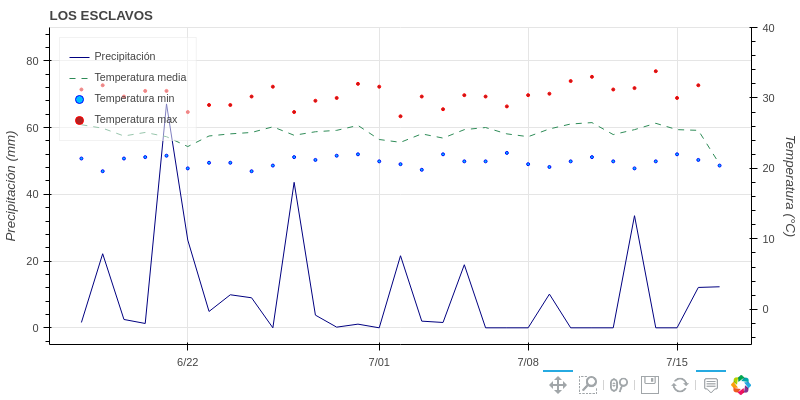 LOS ESCLAVOS
Precipitación
Temperatura media
Temperatura min
Temperatura max
Precipitación (mm)
80
60
40
20
0
40
30
20
10
0
Temperatura (°C)
6/22
7/01
7/08
7/15